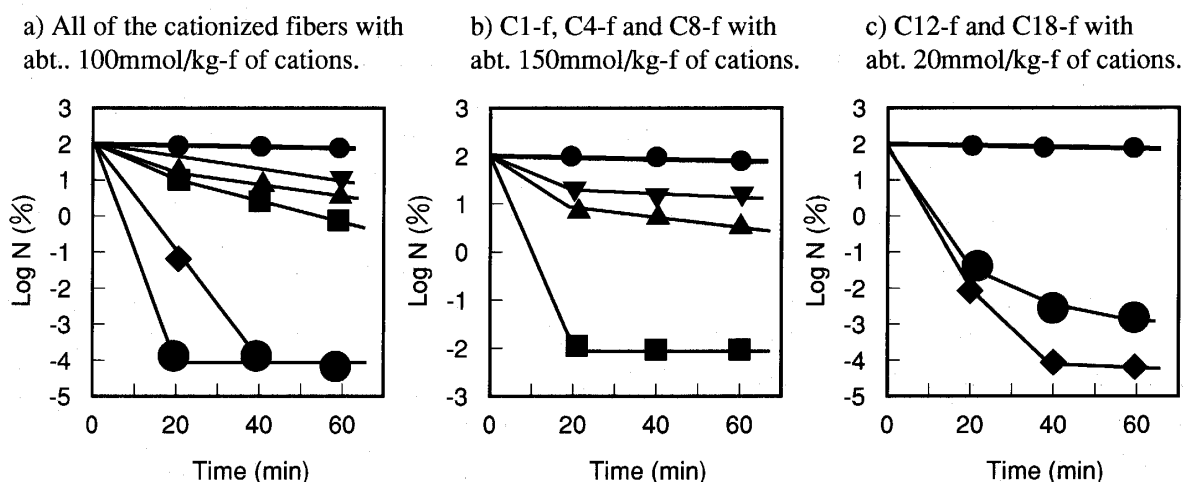 a) All of the cationized fibers with
abt.. 100mmol/kg-f of cations.
3
2
1
0
-1
-2
-3
-4
-5
Log N (%)
0 20 40 60
Time (min)
b) C1-f, C4-f and C8-f with
abt. 150mmol/kg-f of cations.
3
2
1
0
-1
-2
-3
Log N (%)
0 20 40 60
Time (min)
c) C12-f and C18-f with
abt. 20mmol/kg-f of cations.
3
2
1
0
-1
-2
-3
-4
-5
Log N (%)
0 20 40 60
Time (min)